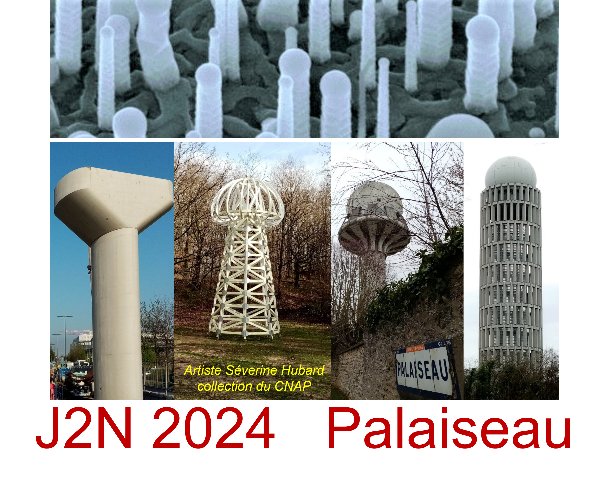 Artiste Séverine Hubard
collection du CNAP
PALAISEAU
J2N 2024 Palaiseau